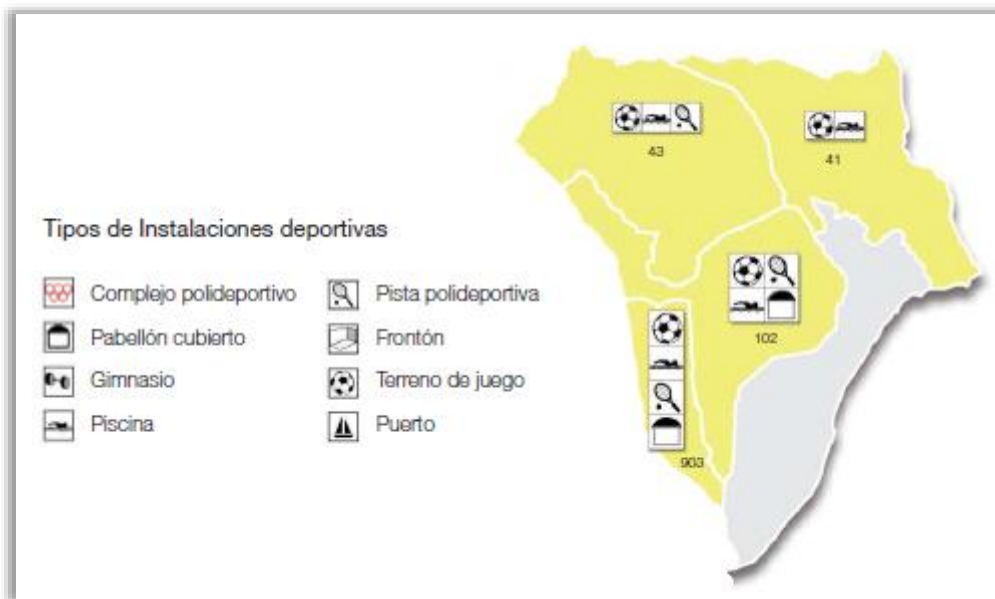 Tipos de Instalaciones deportivas
Complejo polideportivo
Pabellón cubierto
Gimnasio
Piscina
Pista polideportiva
Frontón
Terreno de juego
Puerto
43
41
102
903